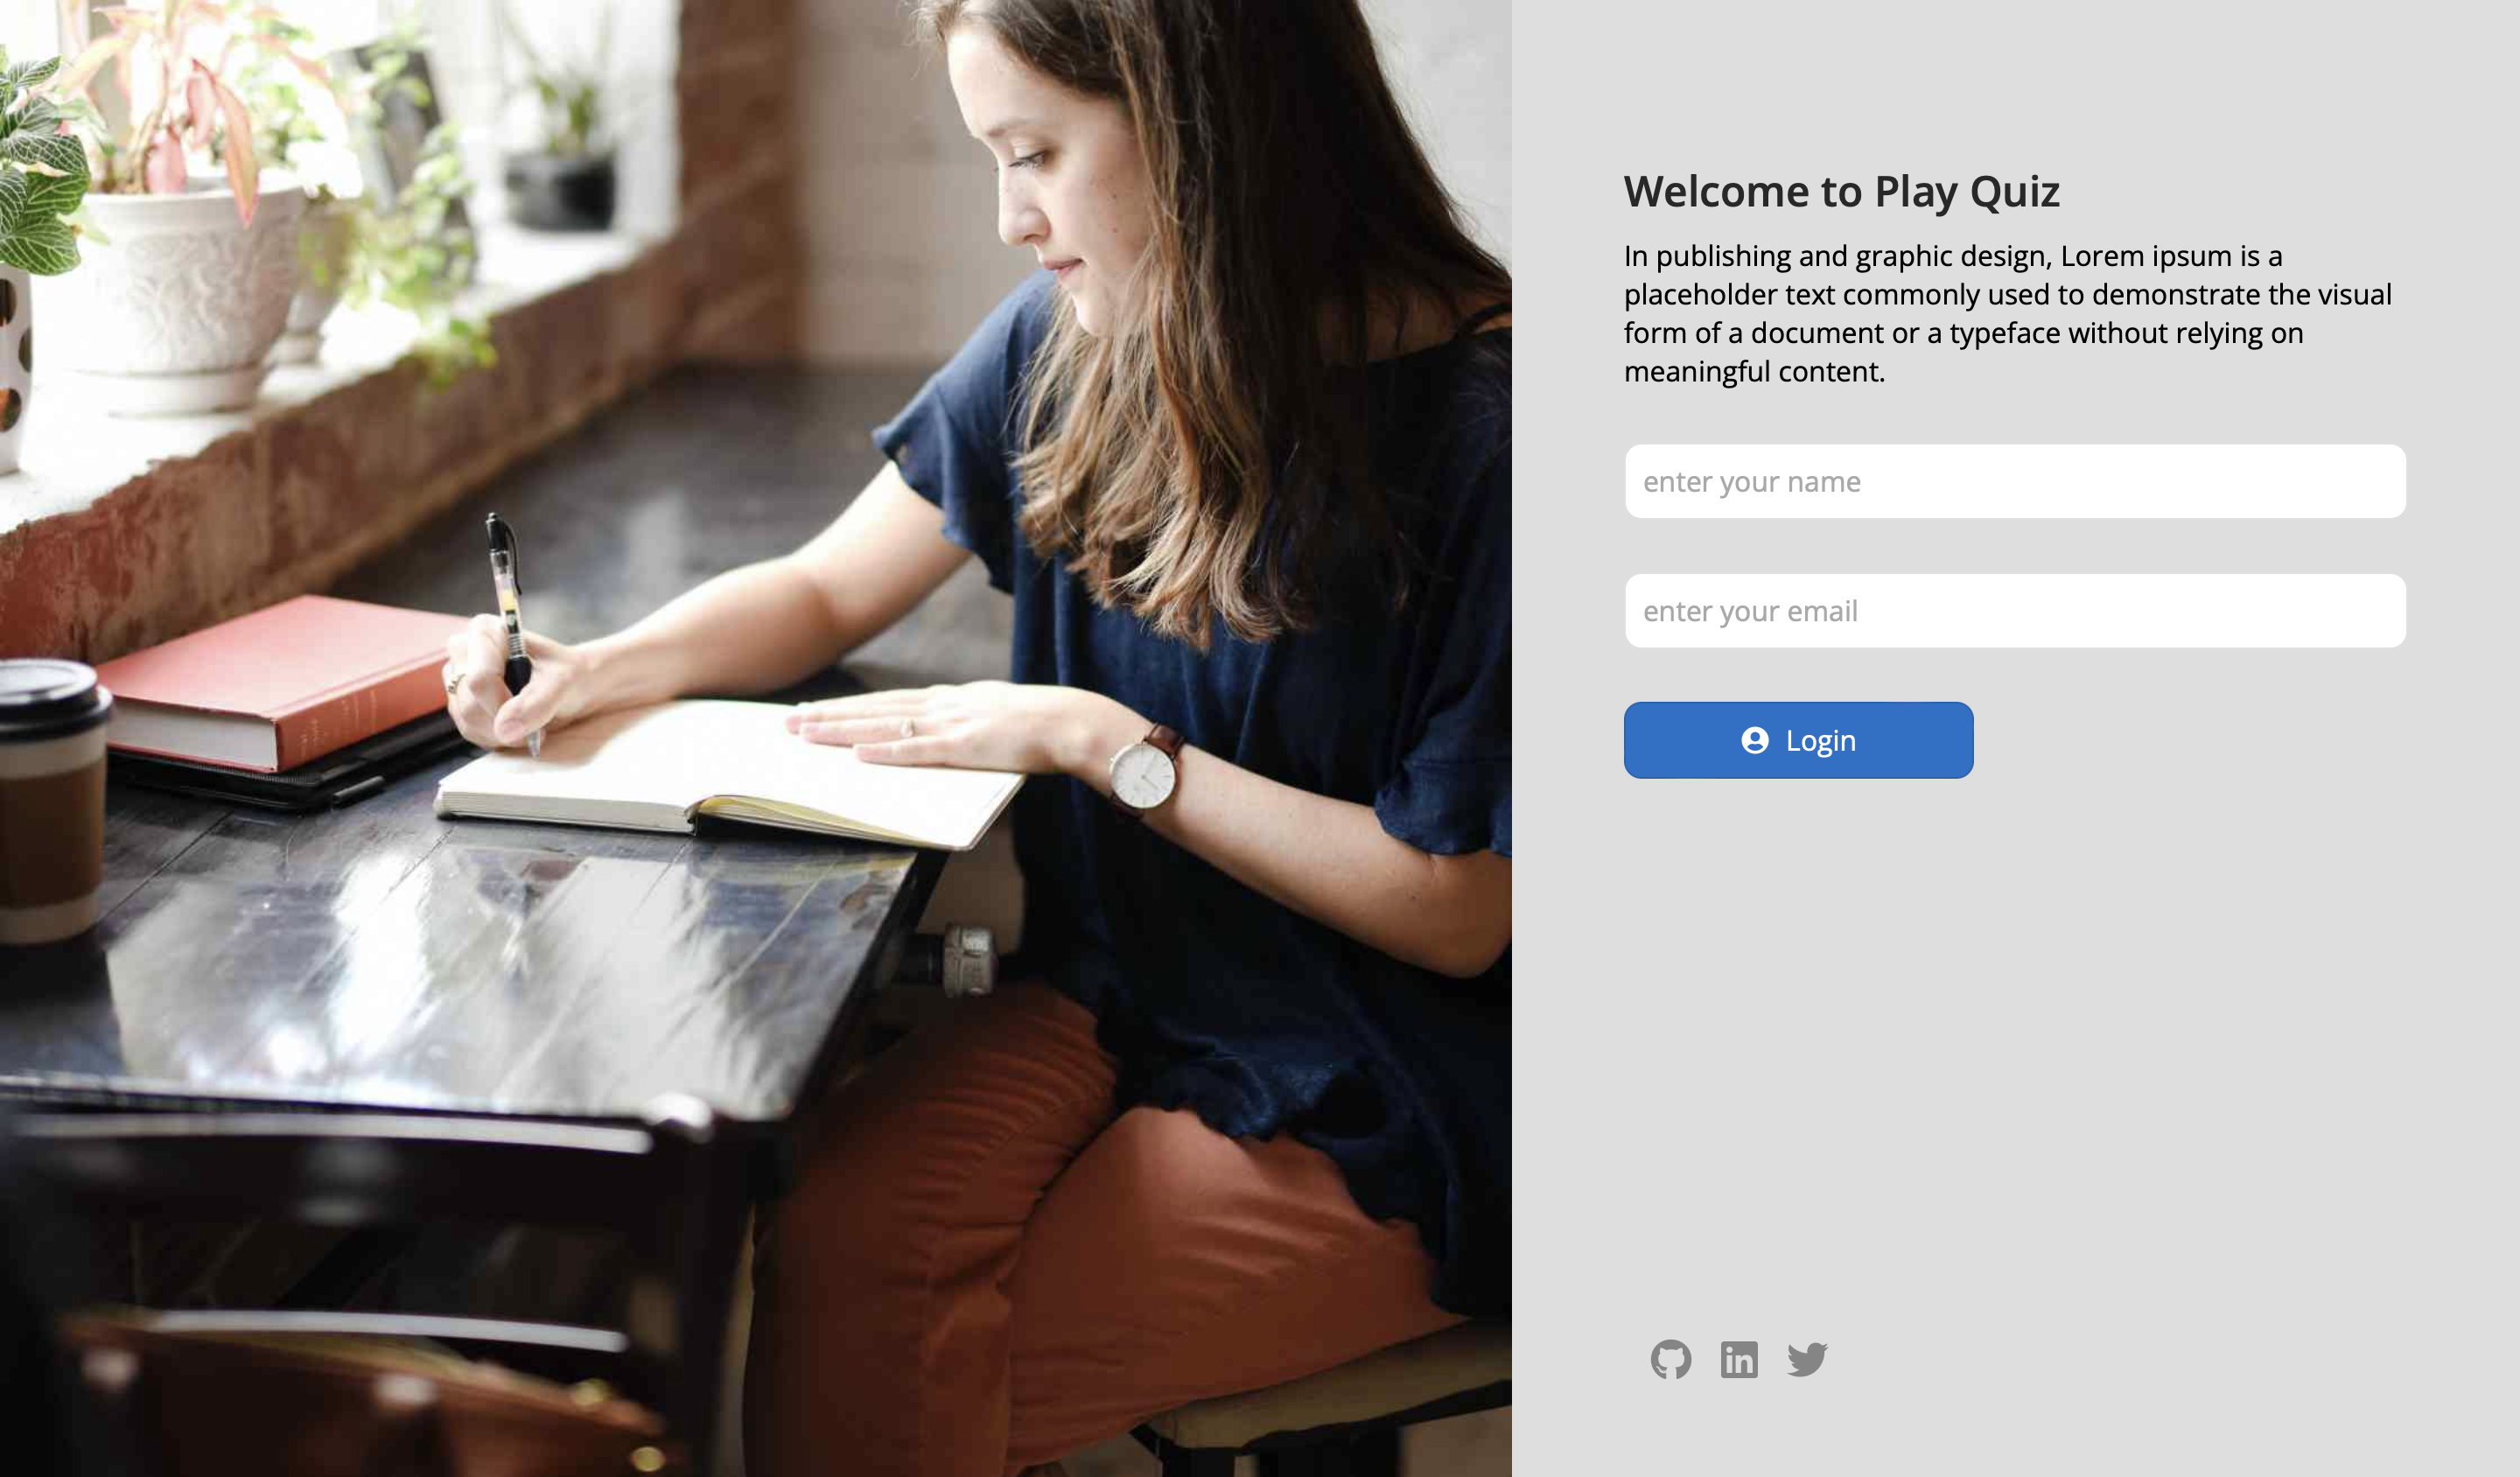 Welcome to Play Quiz
In publishing and graphic design, Lorem ipsum is a
placeholder text commonly used to demonstrate the visual
form of a document or a typeface without relying on
meaningful content.
enter your name
enter your email
Login
in